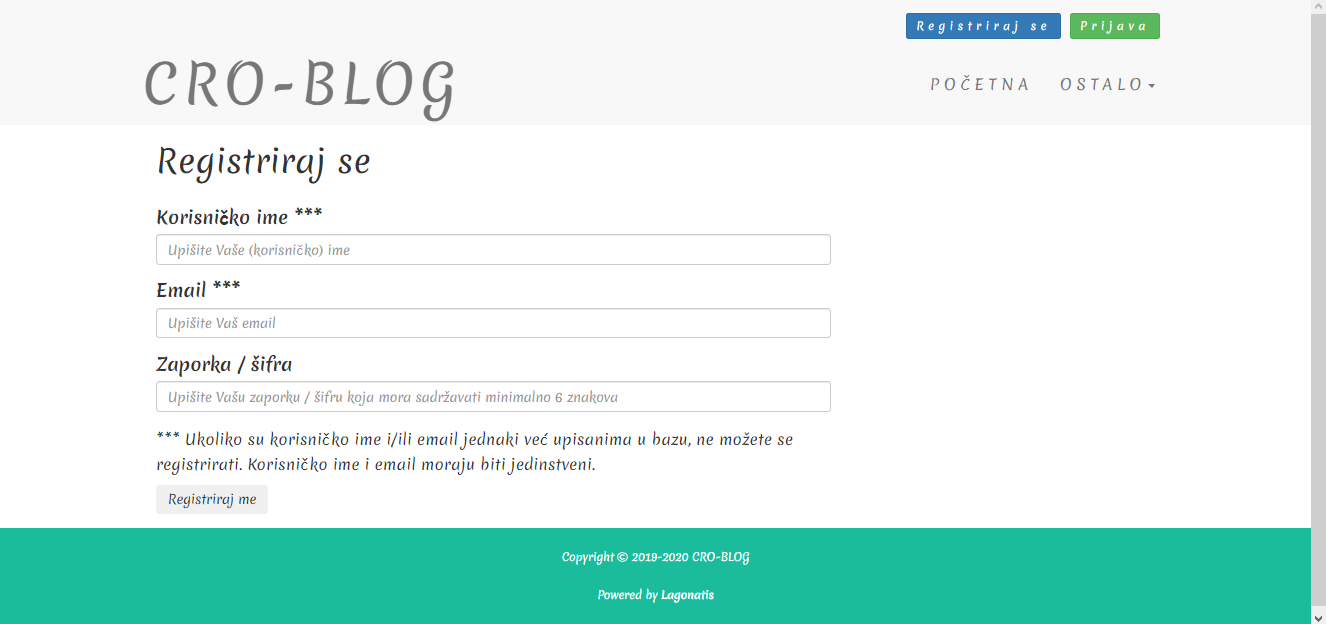 Registriraj se Prijava
CRO-BLOG
POČETNA OSTALO
Registriraj se
Korisničko ime ***
Upišite Vaše (korisničko) ime
Email ***
Upišite Vaš email
Zaporka / šifra
Upišite Vašu zaporku / šifru koja mora sadržavati minimalno 6 znakova
*** Ukoliko su korisničko ime i/ili email jednaki već upisanima u bazu, ne možete se
registrirati. Korisničko ime i email moraju biti jedinstveni.
Registriraj me
Copyright © 2019-2020 CRO-BLOG
Powered by Lagonatis